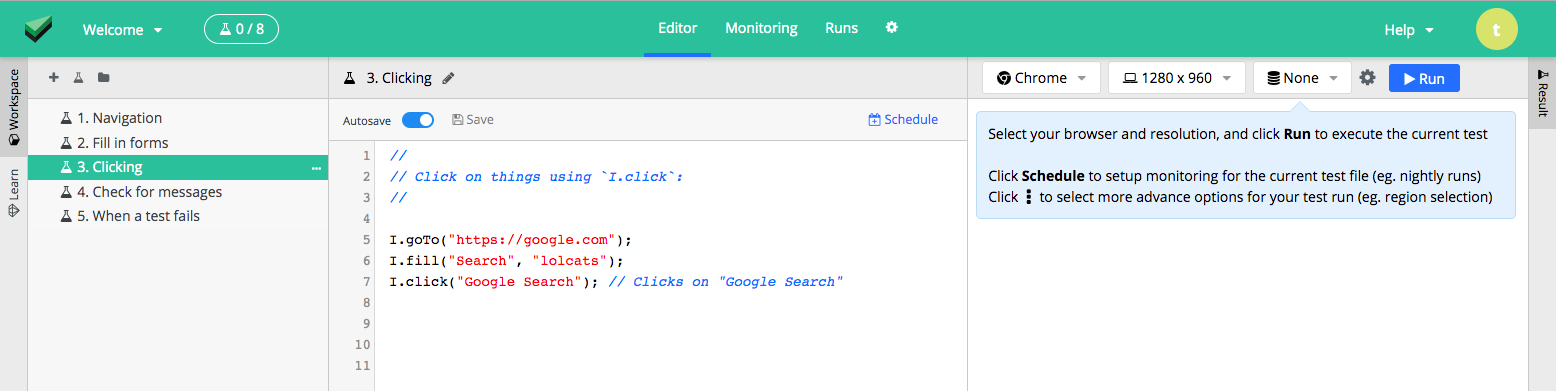 Welcome
0 / 8
Editor Monitoring Runs
Help
t
Workspace
Learn
1. Navigation
2. Fill in forms
3. Clicking
4. Check for messages
5. When a test fails
3. Clicking
Autosave Save Schedule
1 //
2 // Click on things using `I.click`:
3 //
4
5 I.goTo("https://google.com");
6 I.fill("Search", "lolcats");
7 I.click("Google Search"); // Clicks on "Google Search"
8
9
10
11
Chrome 1280 x 960 None Run
Select your browser and resolution, and click Run to execute the current test
Click Schedule to setup monitoring for the current test file (eg. nightly runs)
Click to select more advance options for your test run (eg. region selection)
Result